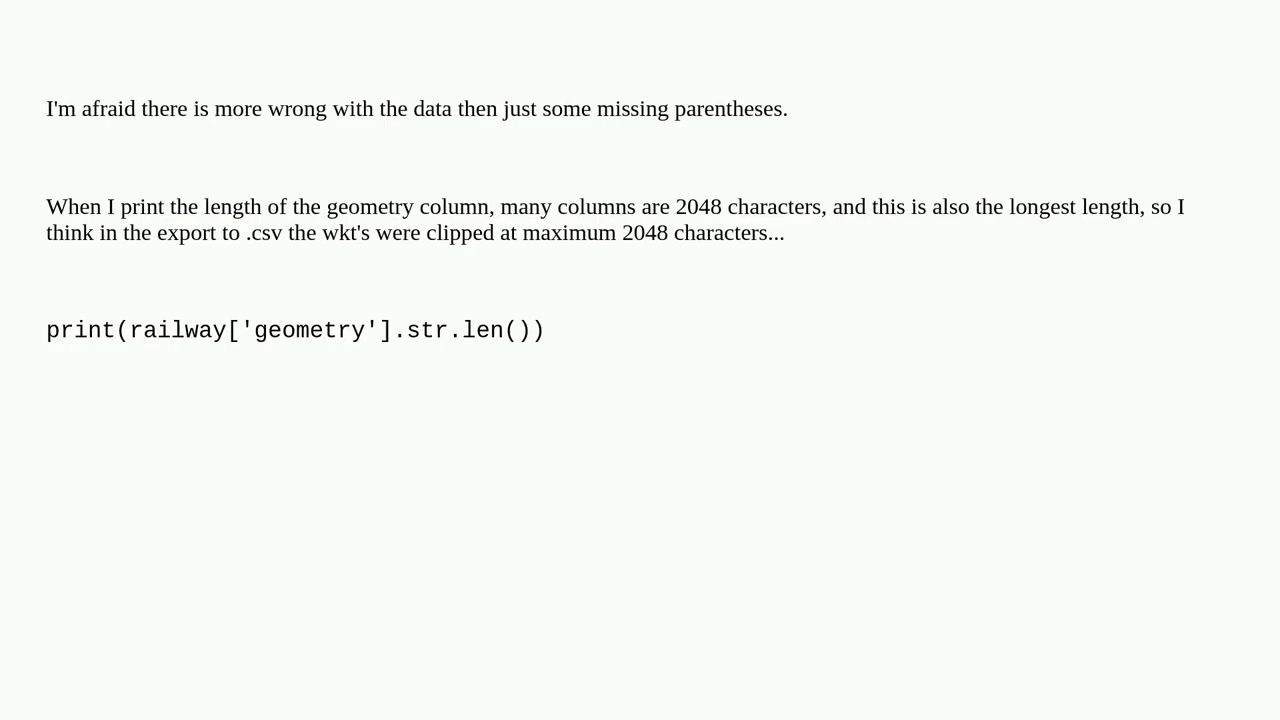 I'm afraid there is more wrong with the data then just some missing parentheses.
When I print the length of the geometry column, many columns are 2048 characters, and this is also the longest length, so I
think in the export to .csv the wkt's were clipped at maximum 2048 characters...
print(railway['geometry'].str.len())